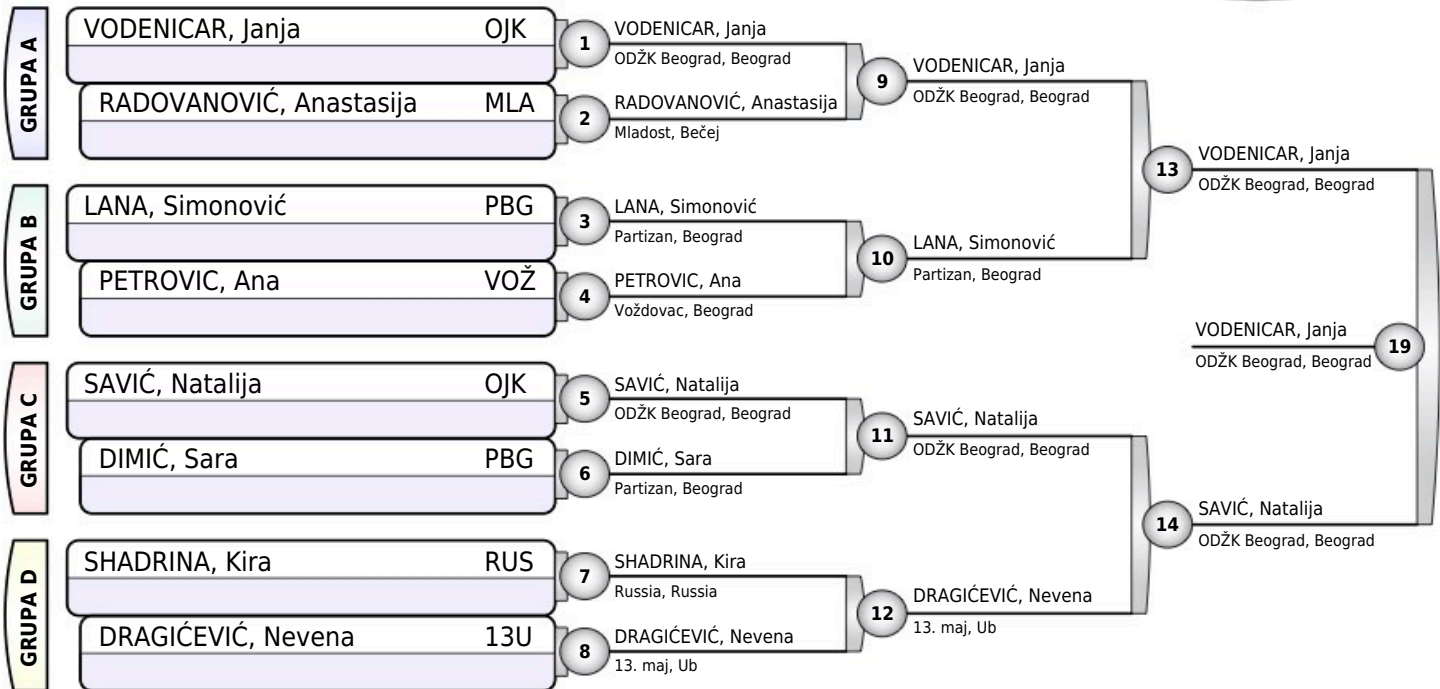 GRUPA A
VODENICAR, Janja OJK
RADOVANOVIĆ, Anastasija MLA
1
VODENICAR, Janja
ODŽK Beograd, Beograd
2
RADOVANOVIĆ, Anastasija
Mladost, Bečej
9
VODENICAR, Janja
ODŽK Beograd, Beograd
GRUPA B
LANA, Simonović PBG
PETROVIC, Ana VOŽ
3
LANA, Simonović
Partizan, Beograd
4
PETROVIC, Ana
Voždovac, Beograd
10
LANA, Simonović
Partizan, Beograd
13
VODENICAR, Janja
ODŽK Beograd, Beograd
GRUPA C
SAVIĆ, Natalija OJK
DIMIĆ, Sara PBG
5
SAVIĆ, Natalija
ODŽK Beograd, Beograd
6
DIMIĆ, Sara
Partizan, Beograd
11
SAVIĆ, Natalija
ODŽK Beograd, Beograd
GRUPA D
SHADRINA, Kira RUS
DRAGIĆEVIĆ, Nevena 13U
7
SHADRINA, Kira
Russia, Russia
8
DRAGIĆEVIĆ, Nevena
13. maj, Ub
12
DRAGIĆEVIĆ, Nevena
13. maj, Ub
14
SAVIĆ, Natalija
ODŽK Beograd, Beograd
VODENICAR, Janja
ODŽK Beograd, Beograd
19